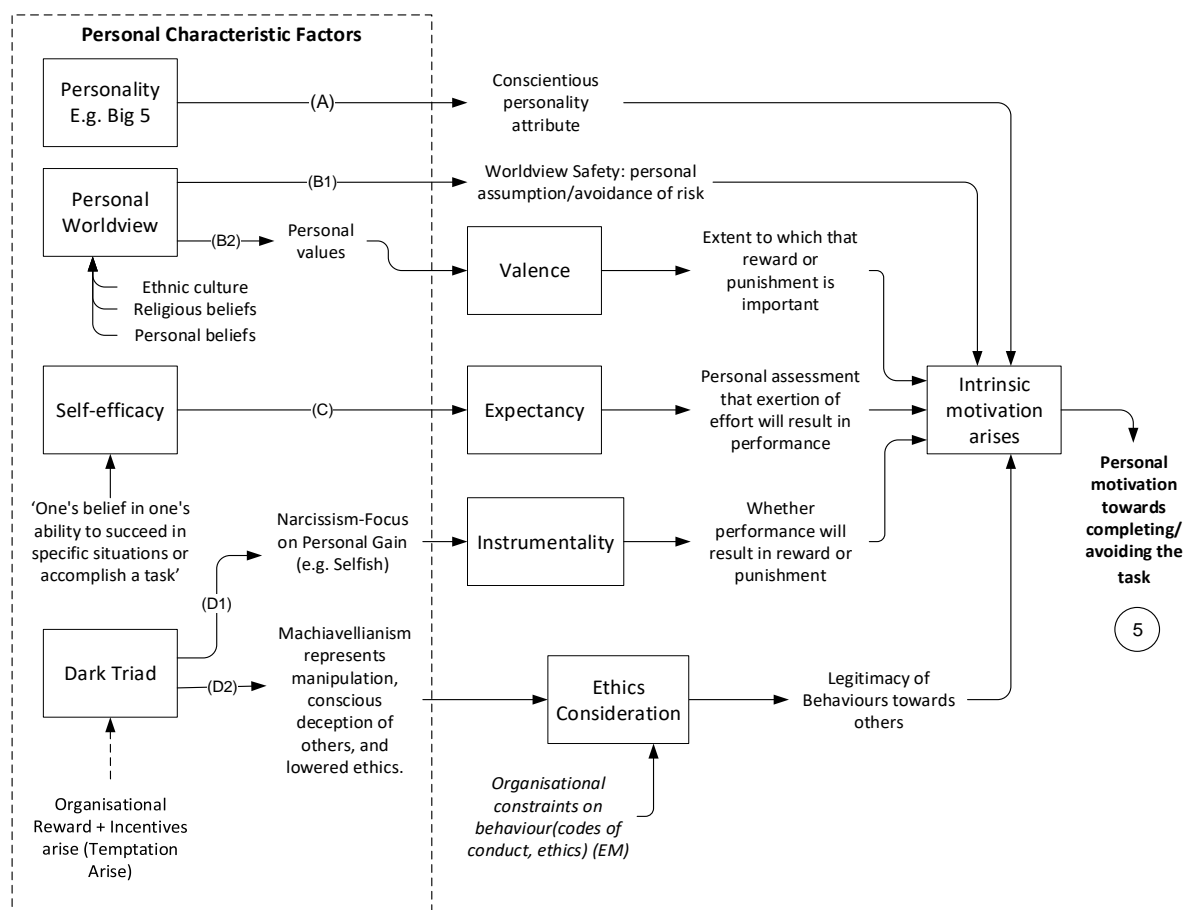 Personal Characteristic Factors
Personality
E.g. Big 5
(A)
Conscientious
personality
attribute
Personal
Worldview
(B1)
Worldview Safety: personal
assumption/avoidance of risk
(B2)
Personal
values
Valence
Extent to which that
reward or
punishment is
important
Ethnic culture
Religious beliefs
Personal beliefs
Self-efficacy
(C)
Expectancy
Personal assessment
that exertion of
effort will result in
performance
Intrinsic
motivation
arises
Personal
motivation
towards
completing/
avoiding the
task
5
‘One's belief in one's
ability to succeed in
specific situations or
accomplish a task’
Narcissism-Focus
on Personal Gain
(e.g. Selfish)
Instrumentality
Whether
performance will
result in reward or
punishment
(D1)
Dark Triad
(D2)
Machiavellianism
represents
manipulation,
conscious
deception of
others, and
lowered ethics.
Ethics
Consideration
Legitimacy of
Behaviours towards
others
Organisational
Reward + Incentives
arise (Temptation
Arise)
Organisational
constraints on
behaviour(codes of
conduct, ethics) (EM)